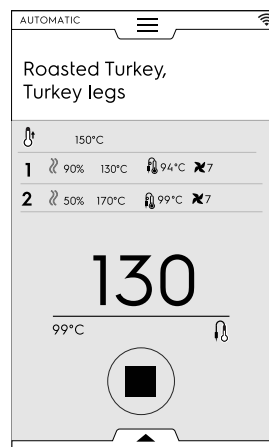 AUTOMATIC
Roasted Turkey,
Turkey legs
150°C
1 90% 130°C 94°C 7
2 50% 170°C 99°C 7
130
99°C